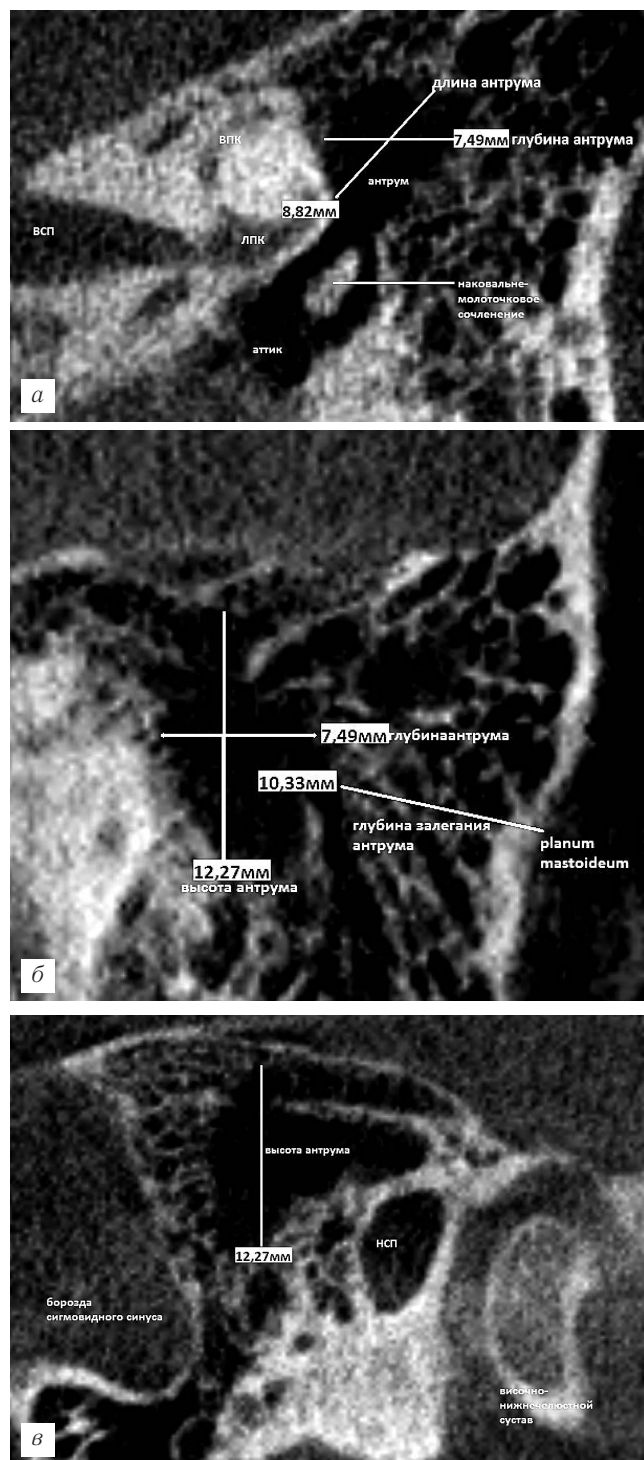 длина антрума
ВПК
7,49мм глубина антрума
антрум
8,82мм
ВСП
ЛПК
наковальне-
молоточковое
сочленение
аттик
а
7,49мм глубинаантрума
10,33мм
глубина залегания
антрума
planum
mastoideum
12,27мм
высота антрума
б
высота антрума
НСП
12,27мм
борозда
сигмовидного синуса
височно-
нижнечелюстной
сустав
в